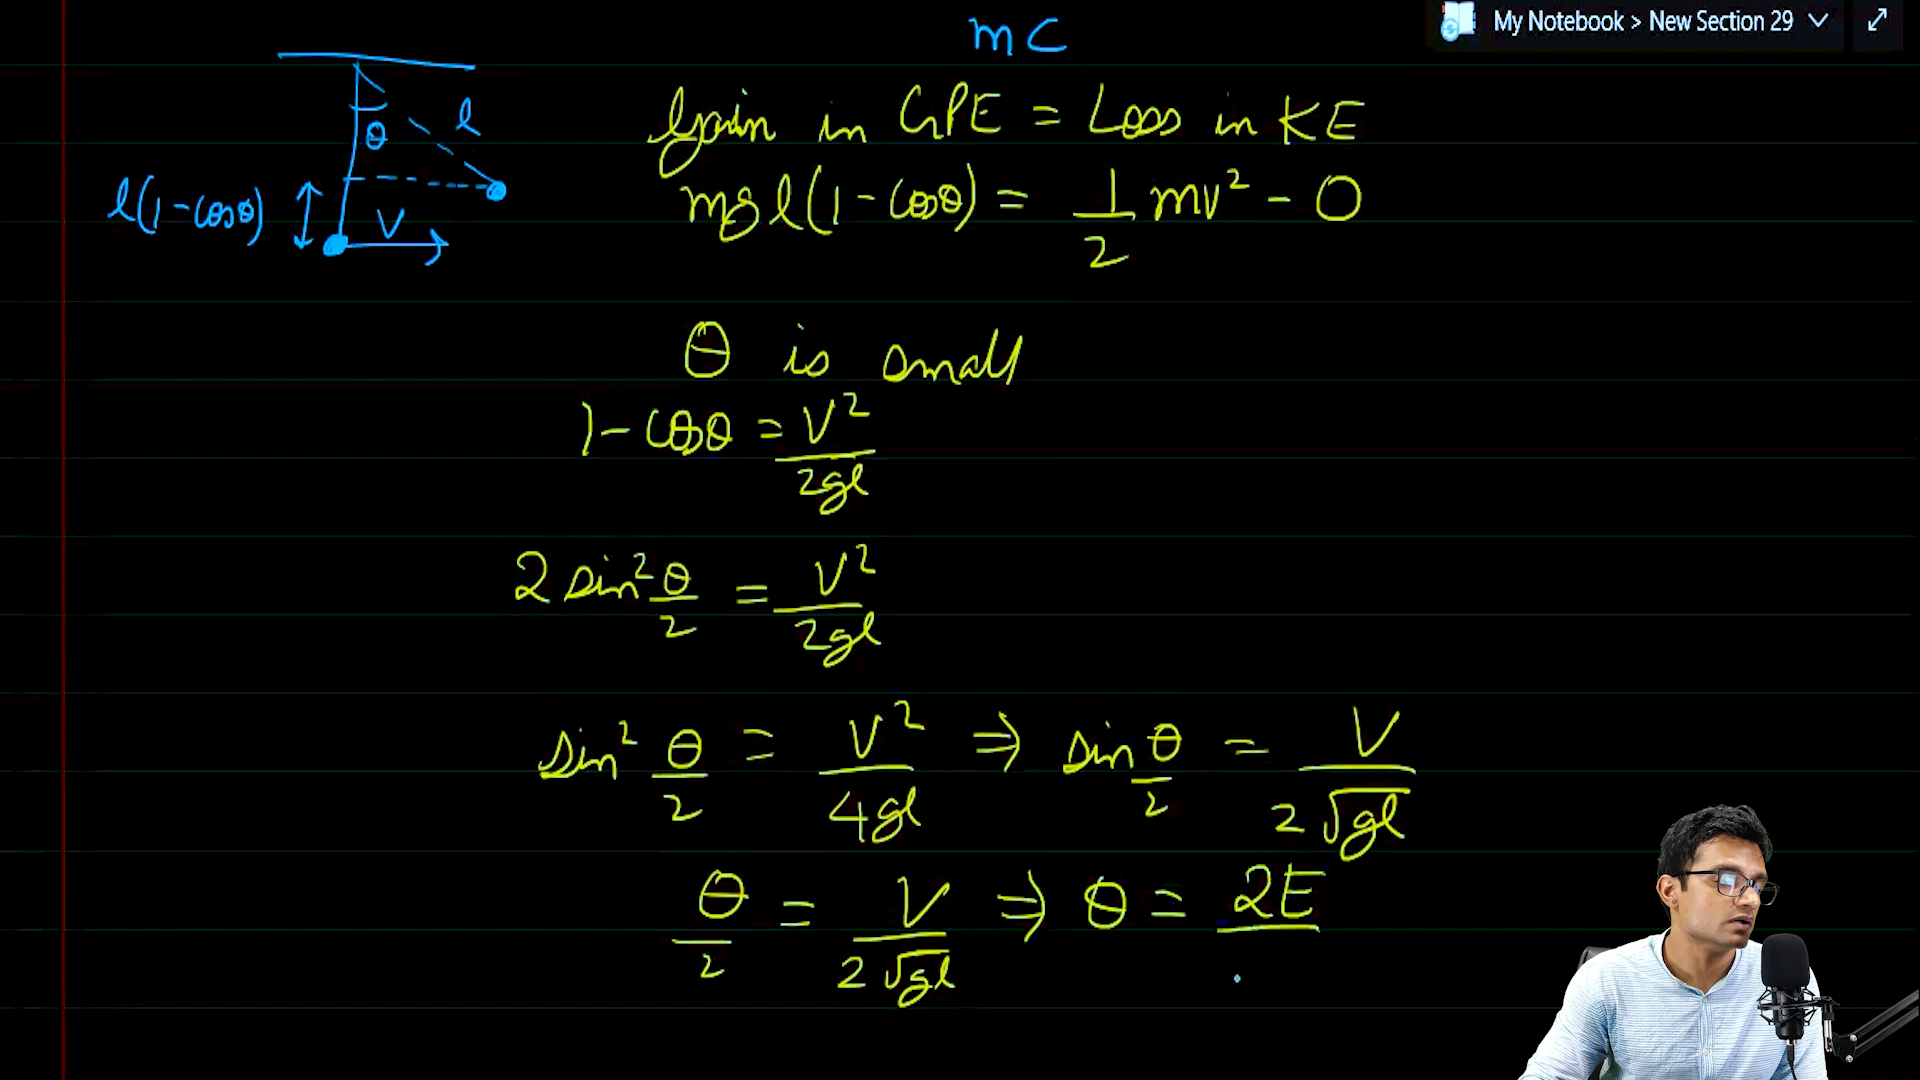 My Notebook > New Section 29
mc
Gain in GPE = Loss in KE
mgl(1-cosθ) = 1/2 mv² - 0
θ
l
l(1-cosθ)
V
θ is small
1-cosθ = V²/2gl
2 sin² θ/2 = V²/2gl
sin² θ/2 = V²/4gl ⇒ sin θ/2 = V/2√gl
θ/2 = V/2√gl ⇒ θ = 2E